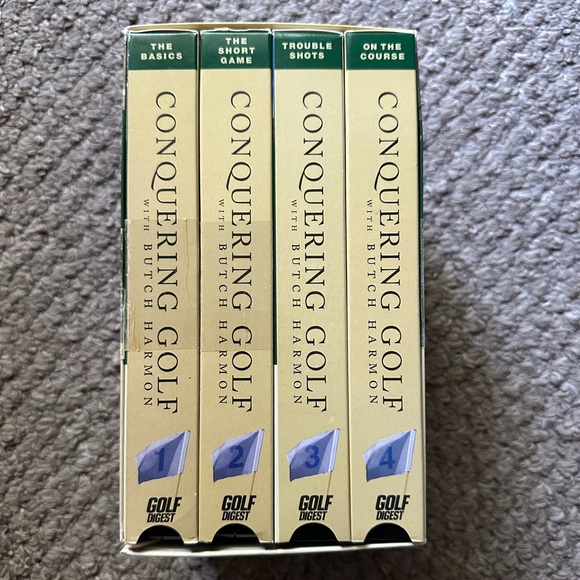 THE
BASICS
CONQUERING GOLF
WITH BUTCH HARMON
1
GOLF
DIGEST
THE
SHORT
GAME
CONQUERING GOLF
WITH BUTCH HARMON
2
GOLF
DIGEST
TROUBLE
SHOTS
CONQUERING GOLF
WITH BUTCH HARMON
3
GOLF
DIGEST
ON THE
COURSE
CONQUERING GOLF
WITH BUTCH HARMON
4
GOLF
DIGEST